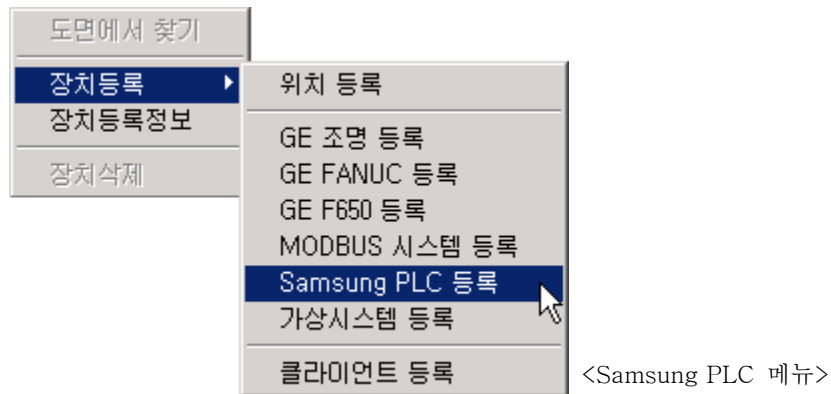 도면에서 찾기
장치등록
장치등록정보
장치삭제
위치 등록
GE 조명 등록
GE FANUC 등록
GE F650 등록
MODBUS 시스템 등록
Samsung PLC 등록
가상시스템 등록
클라이언트 등록
<Samsung PLC 메뉴>